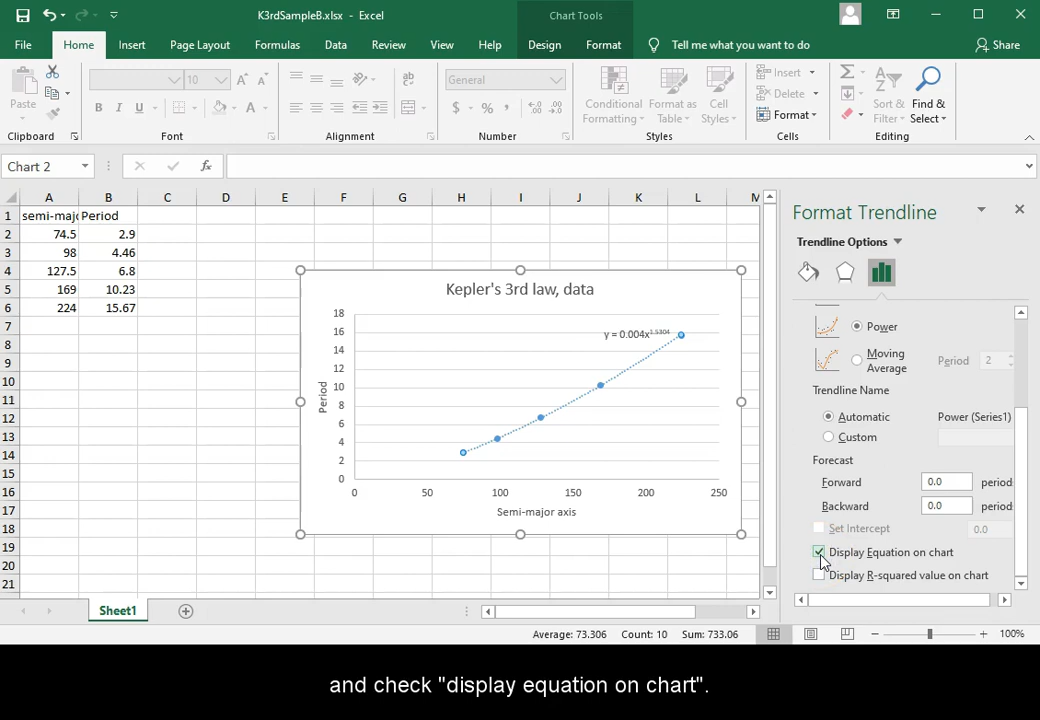 K3rdSampleB.xlsx - Excel
Chart Tools
File Home Insert Page Layout Formulas Data Review View Help Design Format Tell me what you want to do Share
Paste
10
General
Conditional Formatting
Format as Table
Cell Styles
Insert
Delete
Format
Sort & Filter
Find & Select
Clipboard Font Alignment Number Styles Cells Editing
Chart 2
fx
A B C D E F G H I J K L M
1 semi-majo Period
2 74.5 2.9
3 98 4.46
4 127.5 6.8
5 169 10.23
6 224 15.67
7
8
9
10
11
12
13
14
15
16
17
18
19
20
21
Kepler's 3rd law, data
y = 0.004x^1.5304
18
16
14
12
10
8
6
4
2
0
Period
0 50 100 150 200 250
Semi-major axis
Format Trendline
Trendline Options
Power
Moving Average
Period 2
Trendline Name
Automatic Power (Series1)
Custom
Forecast
Forward 0.0 period
Backward 0.0 period
Set Intercept 0.0
Display Equation on chart
Display R-squared value on chart
Sheet1
Average: 73.306 Count: 10 Sum: 733.06 100%
and check "display equation on chart".